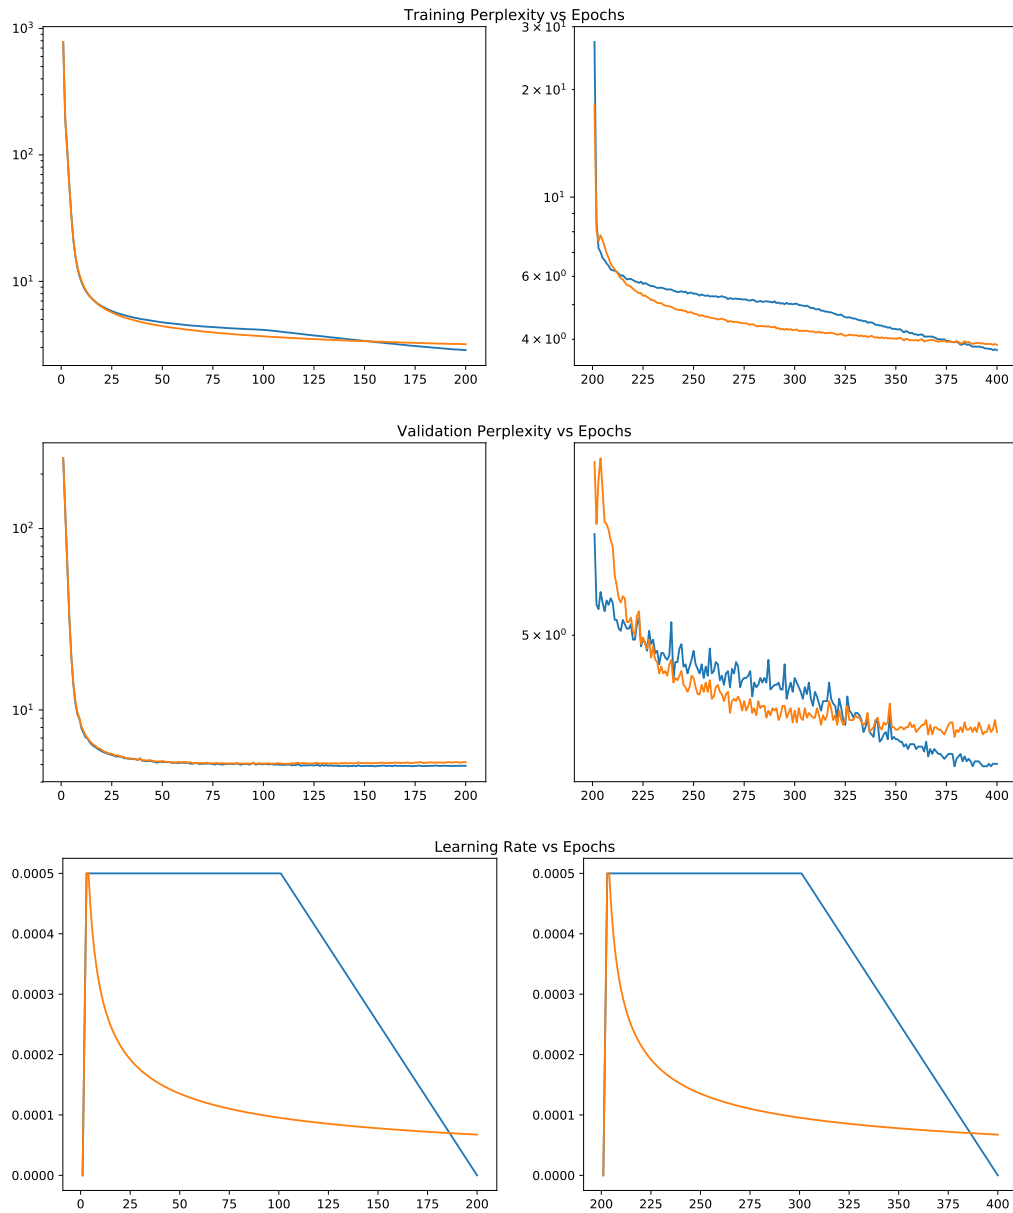 Training Perplexity vs Epochs
10³
10²
10¹
0 25 50 75 100 125 150 175 200
3 × 10¹
2 × 10¹
10¹
6 × 10⁰
4 × 10⁰
200 225 250 275 300 325 350 375 400
Validation Perplexity vs Epochs
10²
10¹
0 25 50 75 100 125 150 175 200
5 × 10⁰
200 225 250 275 300 325 350 375 400
Learning Rate vs Epochs
0.0005
0.0004
0.0003
0.0002
0.0001
0.0000
0 25 50 75 100 125 150 175 200
0.0005
0.0004
0.0003
0.0002
0.0001
0.0000
200 225 250 275 300 325 350 375 400